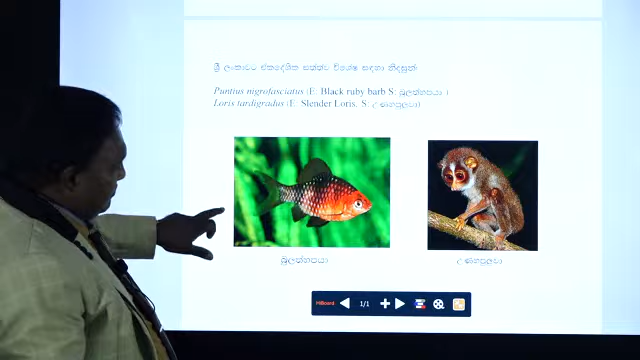 ශ්‍රී ලංකාවට ඒකදේශික සත්ත්ව විශේෂ සඳහා නිදසුන්
Puntius nigrofasciatus (E: Black ruby barb S: බුලත්හපයා )
Loris tardigradus (E: Slender Loris, S: උණහපුලුවා)
බුලත්හපයා උණහපුලුවා
1/1